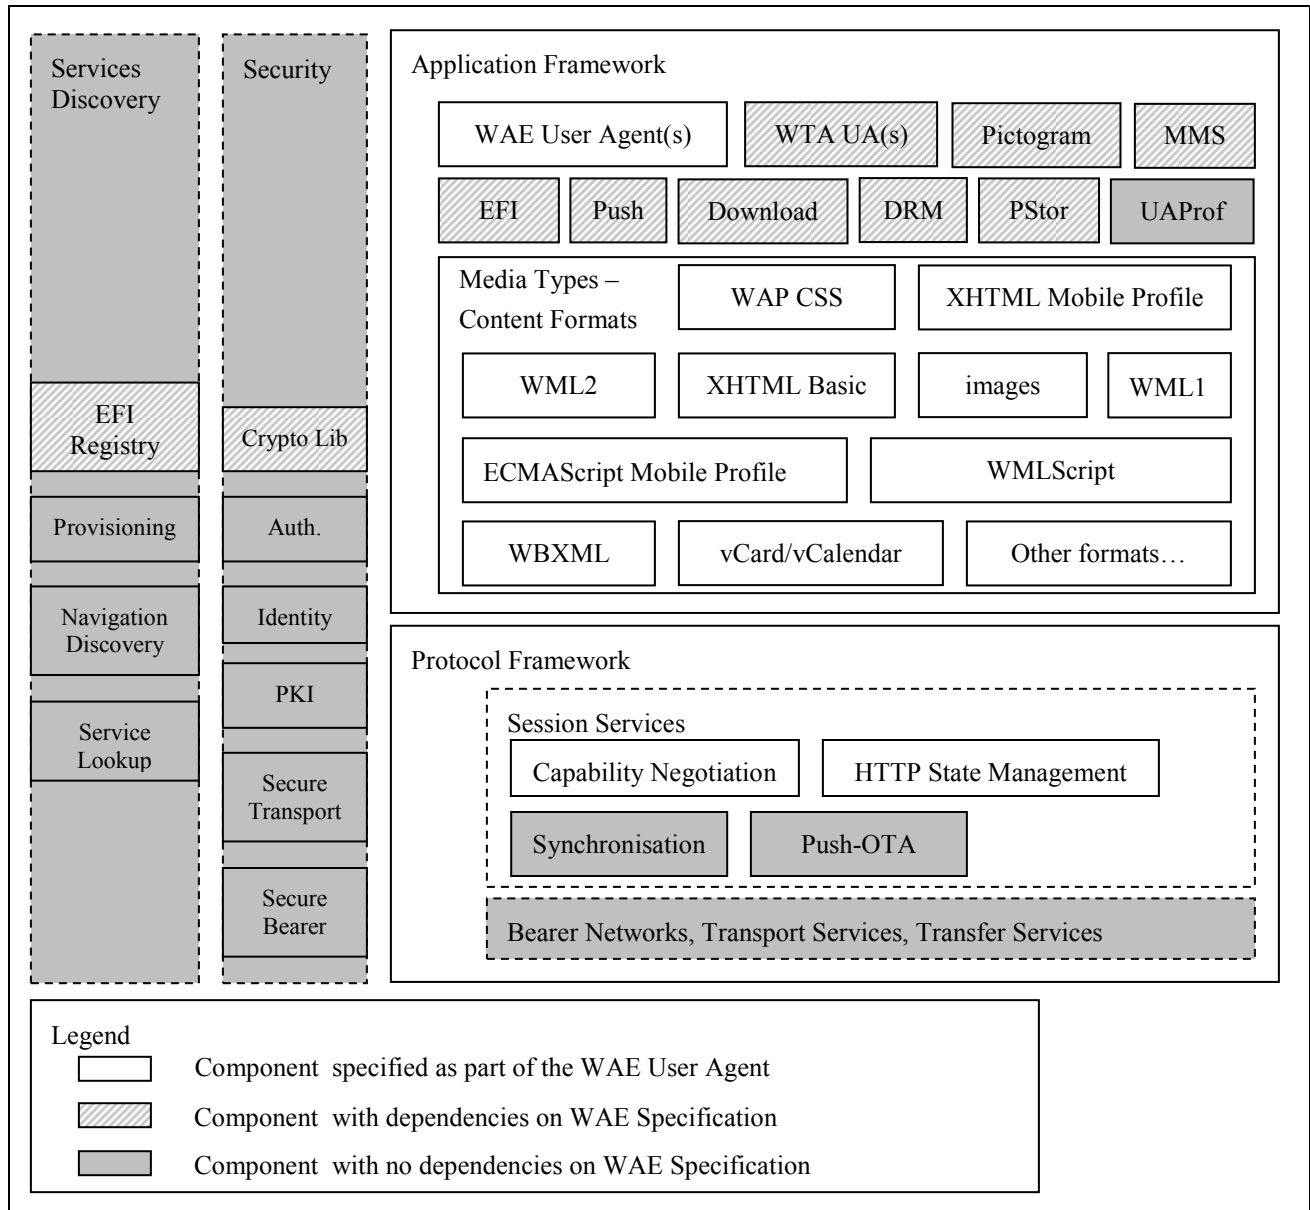 Services
Discovery
EFI
Registry
Provisioning
Navigation
Discovery
Service
Lookup
Security
Crypto Lib
Auth.
Identity
PKI
Secure
Transport
Secure
Bearer
Application Framework
WAE User Agent(s)
WTA UA(s)
Pictogram
MMS
EFI
Push
Download
DRM
PStor
UAProf
Media Types –
Content Formats
WAP CSS
XHTML Mobile Profile
WML2
XHTML Basic
images
WML1
ECMAScript Mobile Profile
WMLScript
WBXML
vCard/vCalendar
Other formats…
Protocol Framework
Session Services
Capability Negotiation
HTTP State Management
Synchronisation
Push-OTA
Bearer Networks, Transport Services, Transfer Services
Legend
Component specified as part of the WAE User Agent
Component with dependencies on WAE Specification
Component with no dependencies on WAE Specification